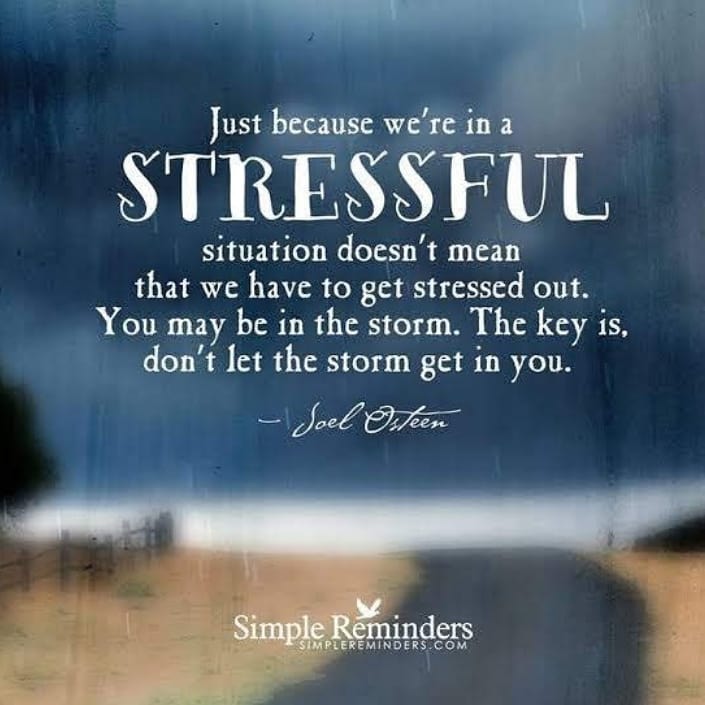 Just because we're in a
STRESSFUL
situation doesn't mean
that we have to get stressed out.
You may be in the storm. The key is,
don't let the storm get in you.
– Joel Osteen
Simple Reminders
SIMPLEREMINDERS.COM